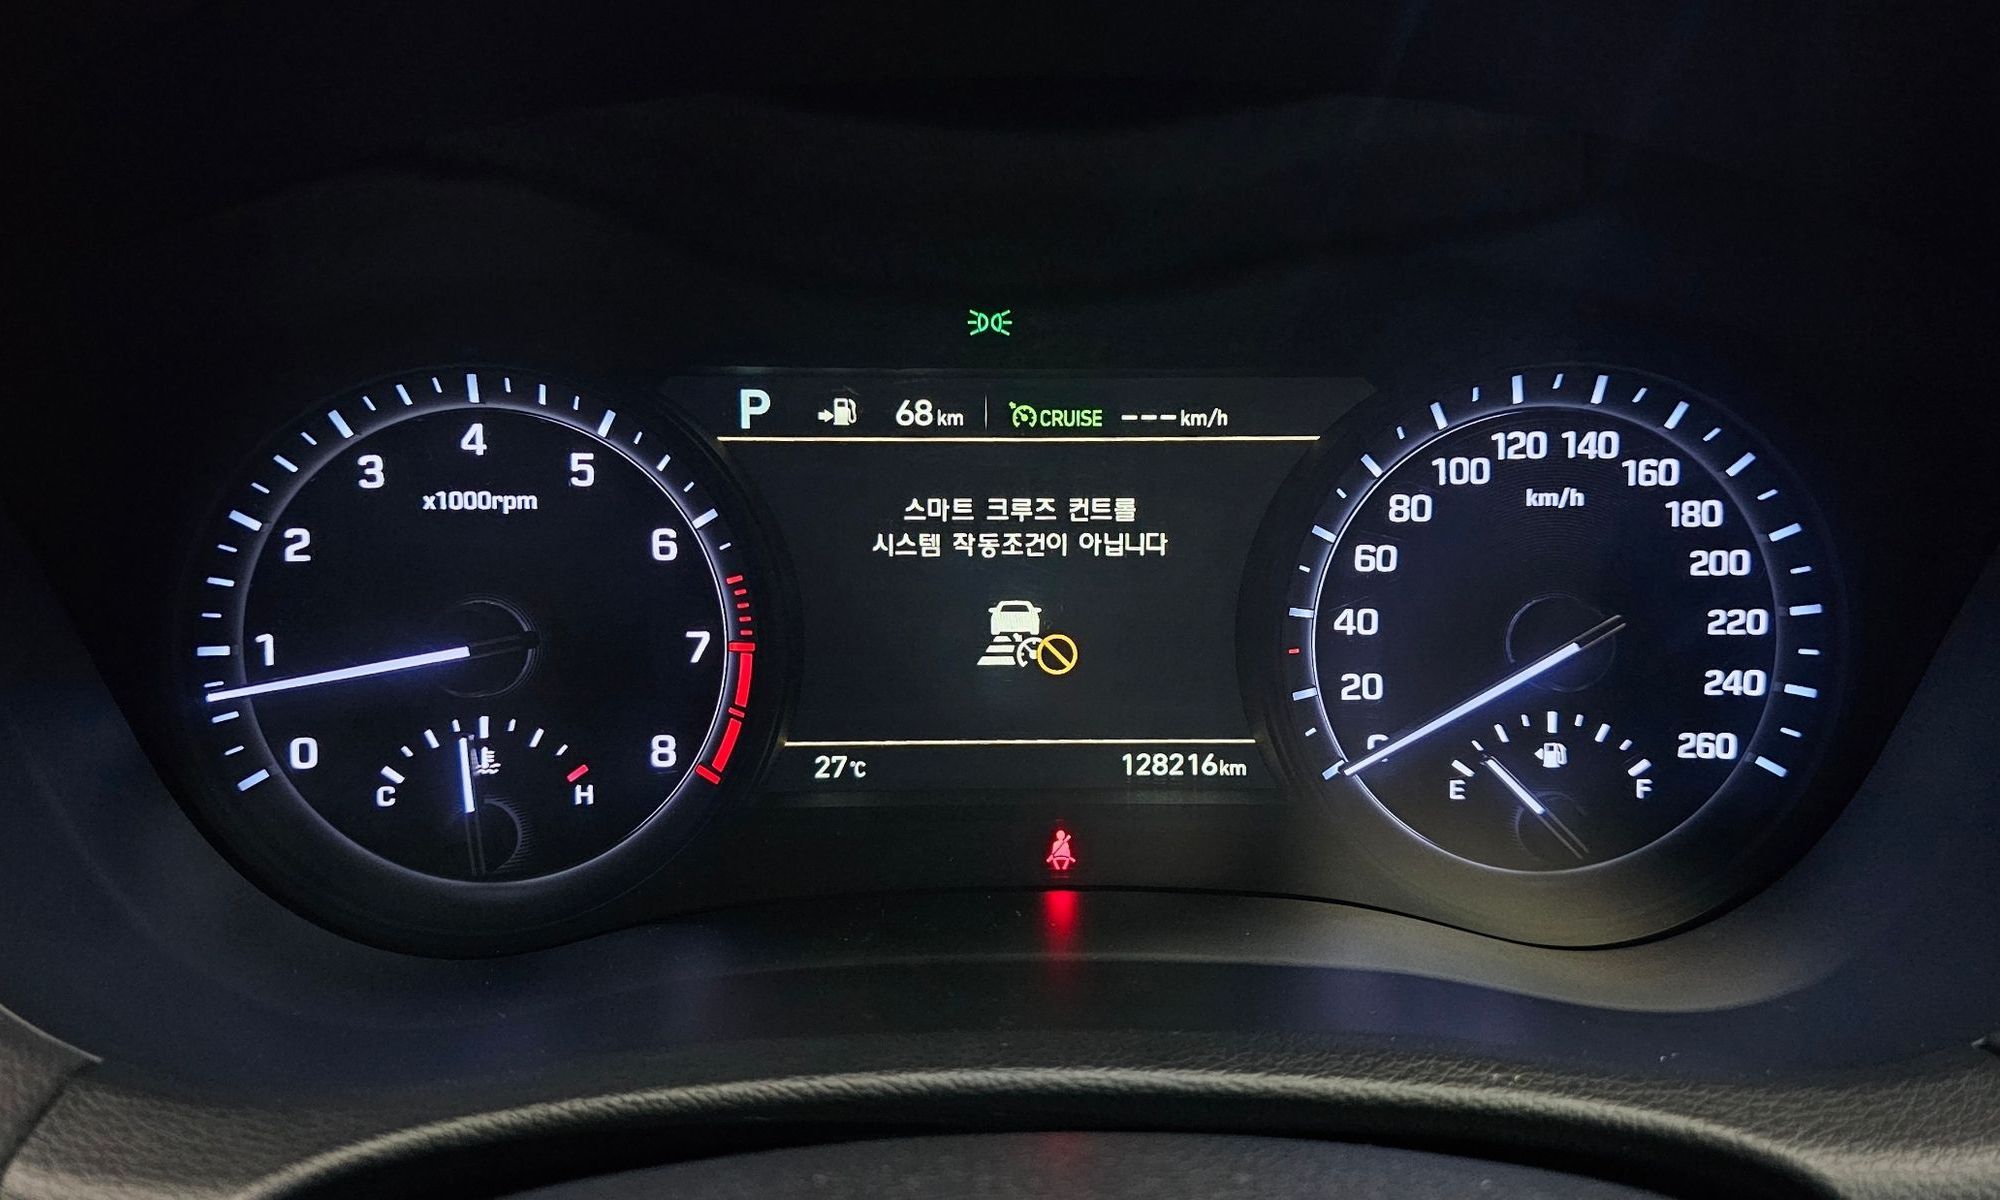 P 68km CRUISE ---km/h
4
3 5
x1000rpm
2 6
1 7
0 8
C H
스마트 크루즈 컨트롤
시스템 작동조건이 아닙니다
27℃ 128216km
120 140
100 160
km/h
80 180
60 200
40 220
20 240
0 260
E F